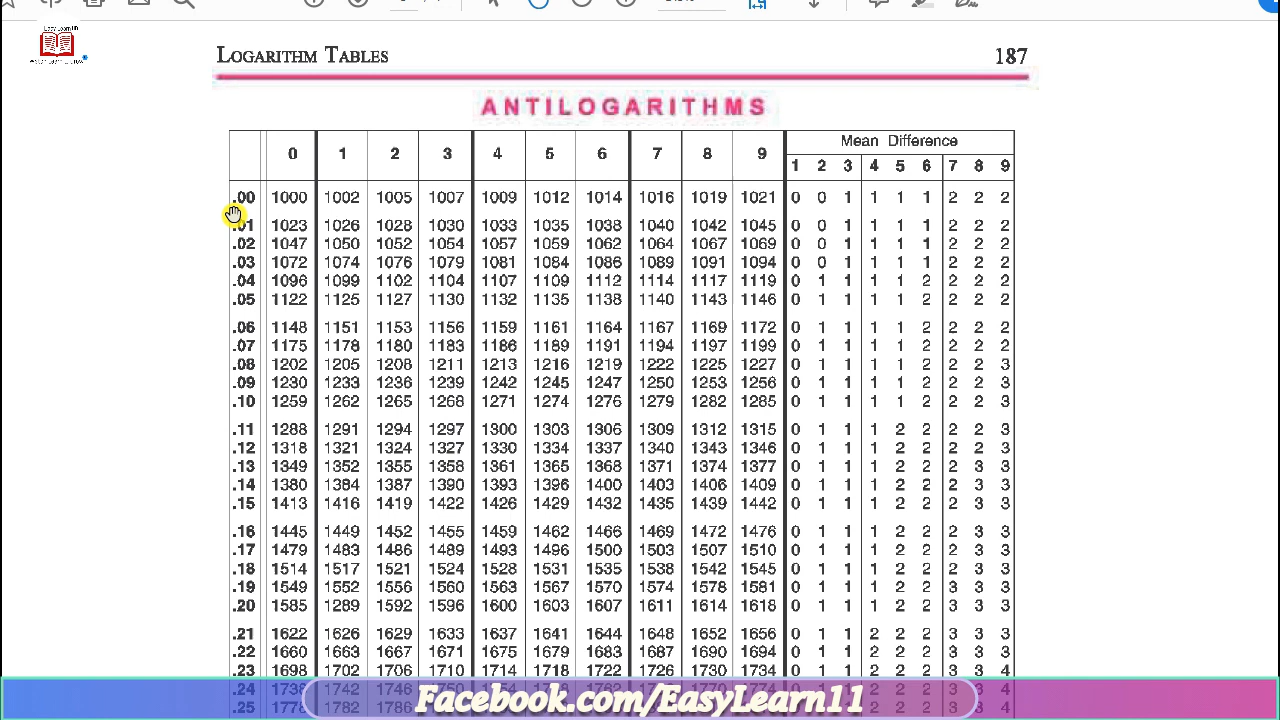 Easy Learn 11
LOGARITHM TABLES 187
ANTILOGARITHMS
Mean Difference
0 1 2 3 4 5 6 7 8 9 1 2 3 4 5 6 7 8 9
.00 1000 1002 1005 1007 1009 1012 1014 1016 1019 1021 0 0 1 1 1 1 2 2 2
.01 1023 1026 1028 1030 1033 1035 1038 1040 1042 1045 0 0 1 1 1 1 2 2 2
.02 1047 1050 1052 1054 1057 1059 1062 1064 1067 1069 0 0 1 1 1 1 2 2 2
.03 1072 1074 1076 1079 1081 1084 1086 1089 1091 1094 0 0 1 1 1 1 2 2 2
.04 1096 1099 1102 1104 1107 1109 1112 1114 1117 1119 0 1 1 1 1 2 2 2 2
.05 1122 1125 1127 1130 1132 1135 1138 1140 1143 1146 0 1 1 1 1 2 2 2 2
.06 1148 1151 1153 1156 1159 1161 1164 1167 1169 1172 0 1 1 1 1 2 2 2 2
.07 1175 1178 1180 1183 1186 1189 1191 1194 1197 1199 0 1 1 1 1 2 2 2 2
.08 1202 1205 1208 1211 1213 1216 1219 1222 1225 1227 0 1 1 1 1 2 2 2 3
.09 1230 1233 1236 1239 1242 1245 1247 1250 1253 1256 0 1 1 1 1 2 2 2 3
.10 1259 1262 1265 1268 1271 1274 1276 1279 1282 1285 0 1 1 1 1 2 2 2 3
.11 1288 1291 1294 1297 1300 1303 1306 1309 1312 1315 0 1 1 1 2 2 2 2 3
.12 1318 1321 1324 1327 1330 1334 1337 1340 1343 1346 0 1 1 1 2 2 2 2 3
.13 1349 1352 1355 1358 1361 1365 1368 1371 1374 1377 0 1 1 1 2 2 2 3 3
.14 1380 1384 1387 1390 1393 1396 1400 1403 1406 1409 0 1 1 1 2 2 2 3 3
.15 1413 1416 1419 1422 1426 1429 1432 1435 1439 1442 0 1 1 1 2 2 2 3 3
.16 1445 1449 1452 1455 1459 1462 1466 1469 1472 1476 0 1 1 1 2 2 2 3 3
.17 1479 1483 1486 1489 1493 1496 1500 1503 1507 1510 0 1 1 1 2 2 2 3 3
.18 1514 1517 1521 1524 1528 1531 1535 1538 1542 1545 0 1 1 1 2 2 2 3 3
.19 1549 1552 1556 1560 1563 1567 1570 1574 1578 1581 0 1 1 1 2 2 3 3 3
.20 1585 1289 1592 1596 1600 1603 1607 1611 1614 1618 0 1 1 1 2 2 3 3 3
.21 1622 1626 1629 1633 1637 1641 1644 1648 1652 1656 0 1 1 2 2 2 3 3 3
.22 1660 1663 1667 1671 1675 1679 1683 1687 1690 1694 0 1 1 2 2 2 3 3 3
.23 1698 1702 1706 1710 1714 1718 1722 1726 1730 1734 0 1 1 2 2 2 3 3 4
.24 1738 1742 1746 2 2 2 3 3 4
.25 1778 1782 1786 2 2 2 3 3 4
Facebook.com/EasyLearn11